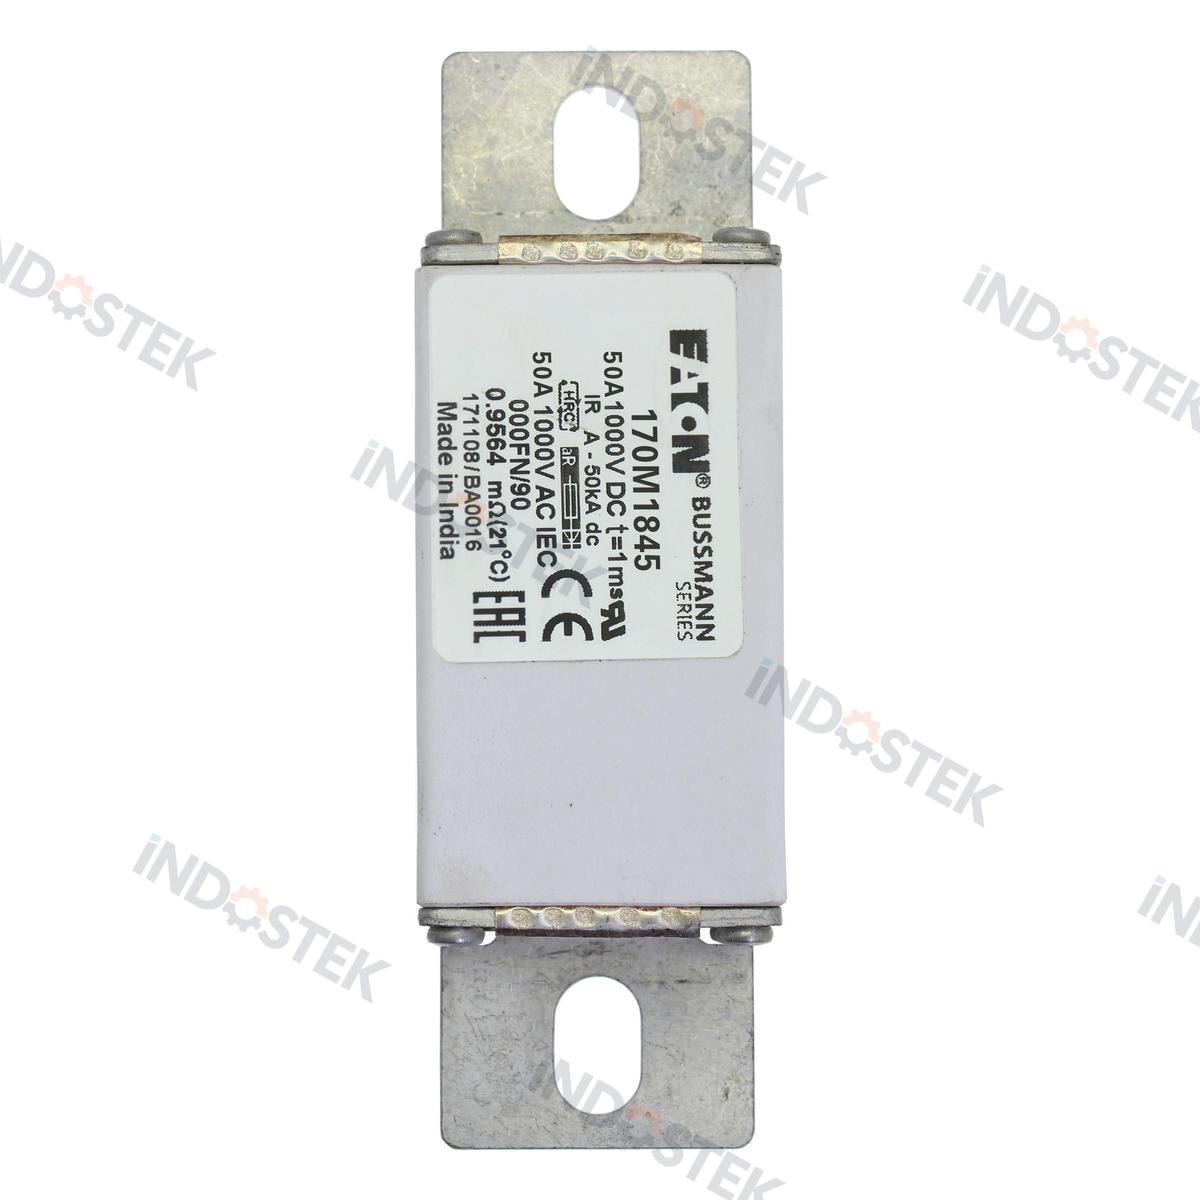 EATON® BUSSMANN
SERIES
170M1845
50A1000V DC t=1ms
IR A - 50kA dc
HRC aR
50A 1000V AC IEC
000FN/90
0.9564 mΩ(21°C)
171108/BA0016
Made in India
CE
EAC
iNDOSTEK
iNDOSTEK
iNDOSTEK
iNDOSTEK
iNDOSTEK
iNDOSTEK
iNDOSTEK